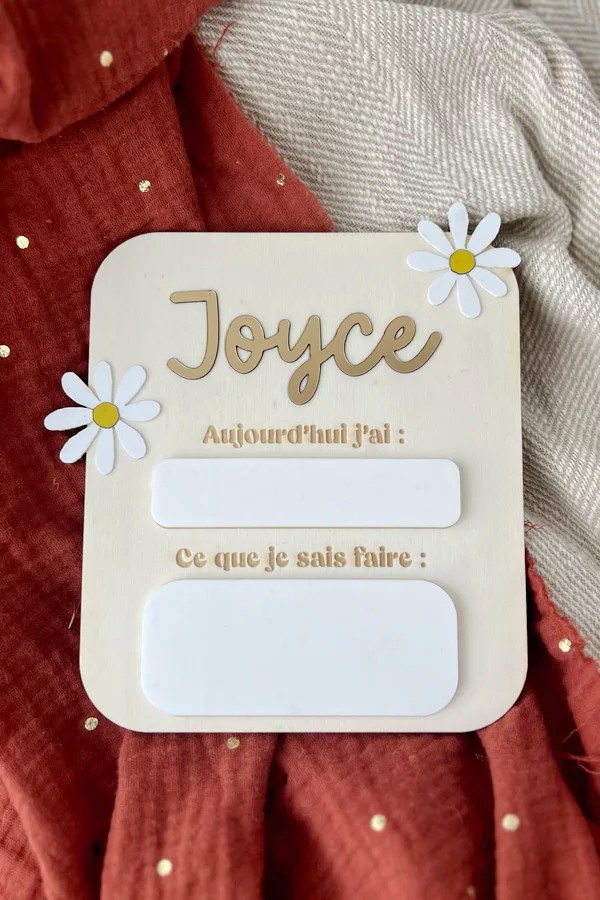 Joyce
Aujourd'hui j'ai :
Ce que je sais faire :